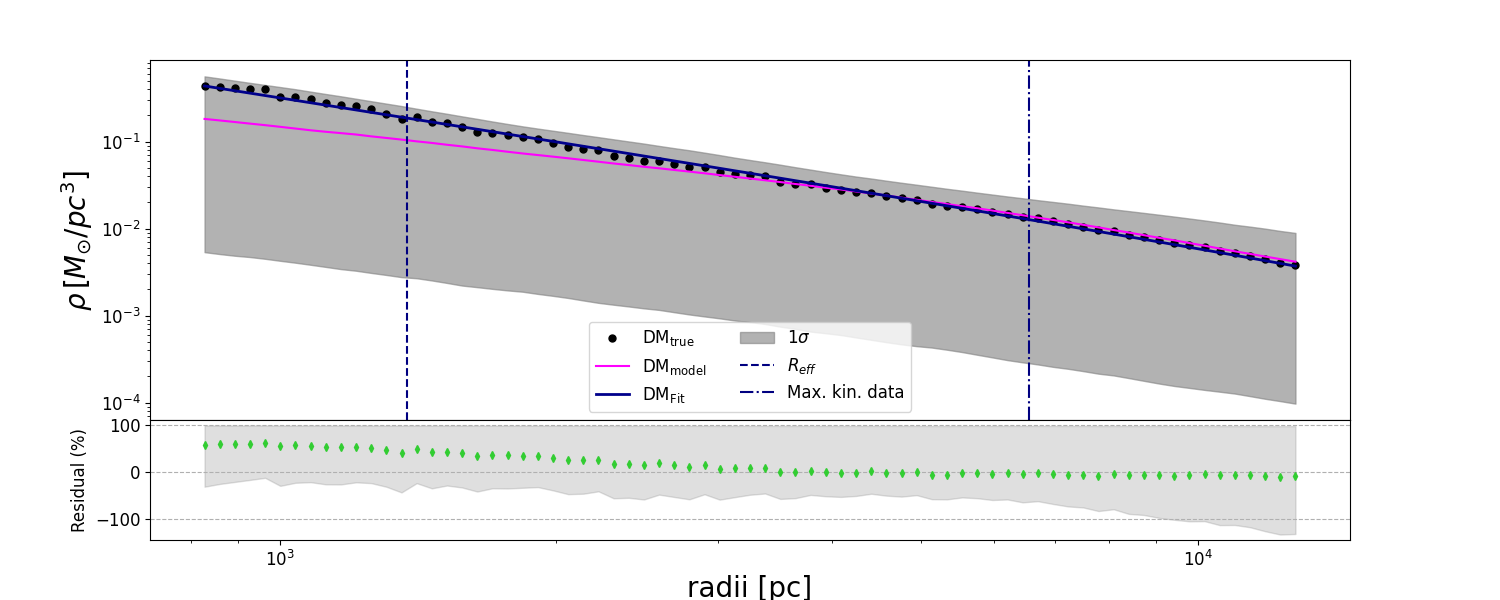 ρ [M⊙/pc³]
10⁻¹
10⁻²
10⁻³
10⁻⁴
DM_true
DM_model
DM_Fit
1σ
R_eff
Max. kin. data
Residual (%)
100
0
−100
10³
10⁴
radii [pc]